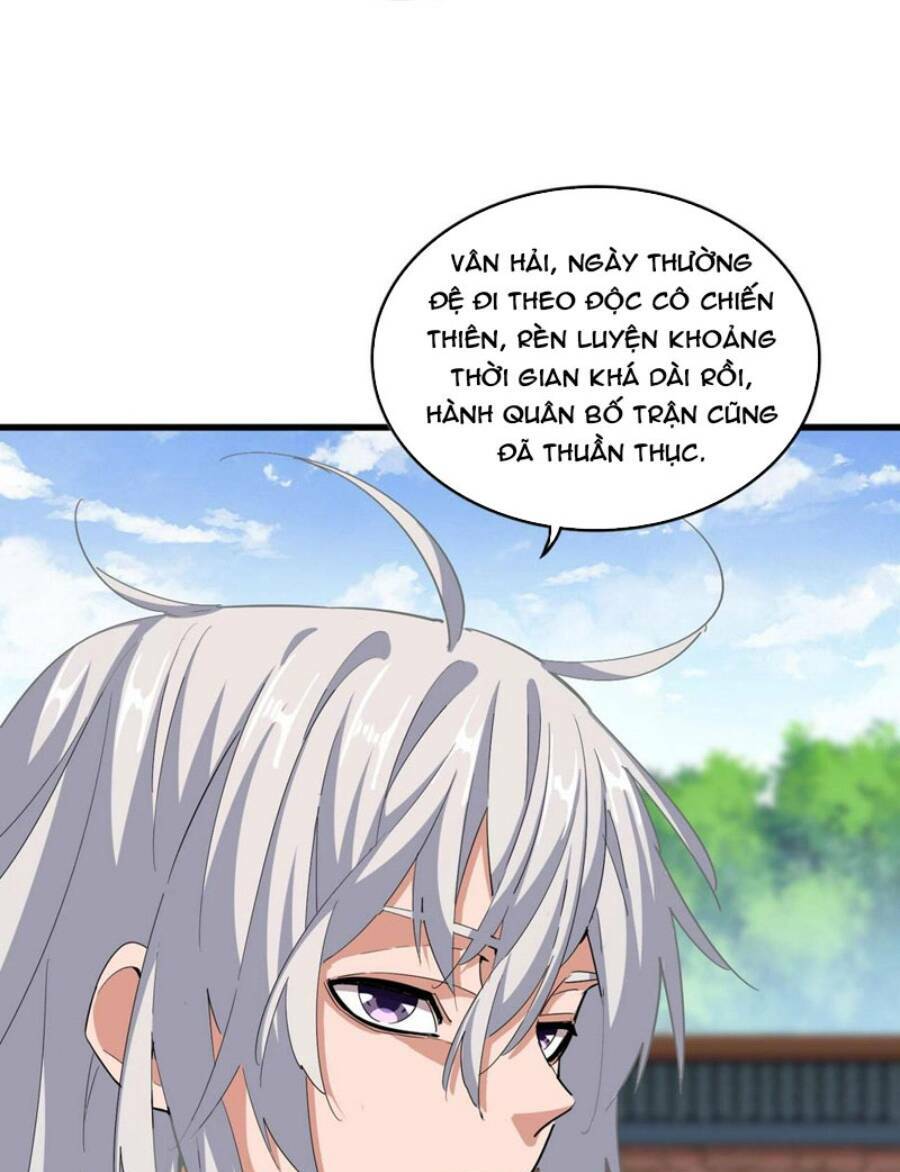 VÂN HẢI, NGÀY THƯỜNG
ĐỆ ĐI THEO ĐỘC CÔ CHIẾN
THIÊN, RÈN LUYỆN KHOẢNG
THỜI GIAN KHÁ DÀI RỒI,
HÀNH QUÂN BỐ TRẬN CŨNG
ĐÃ THUẦN THỤC.